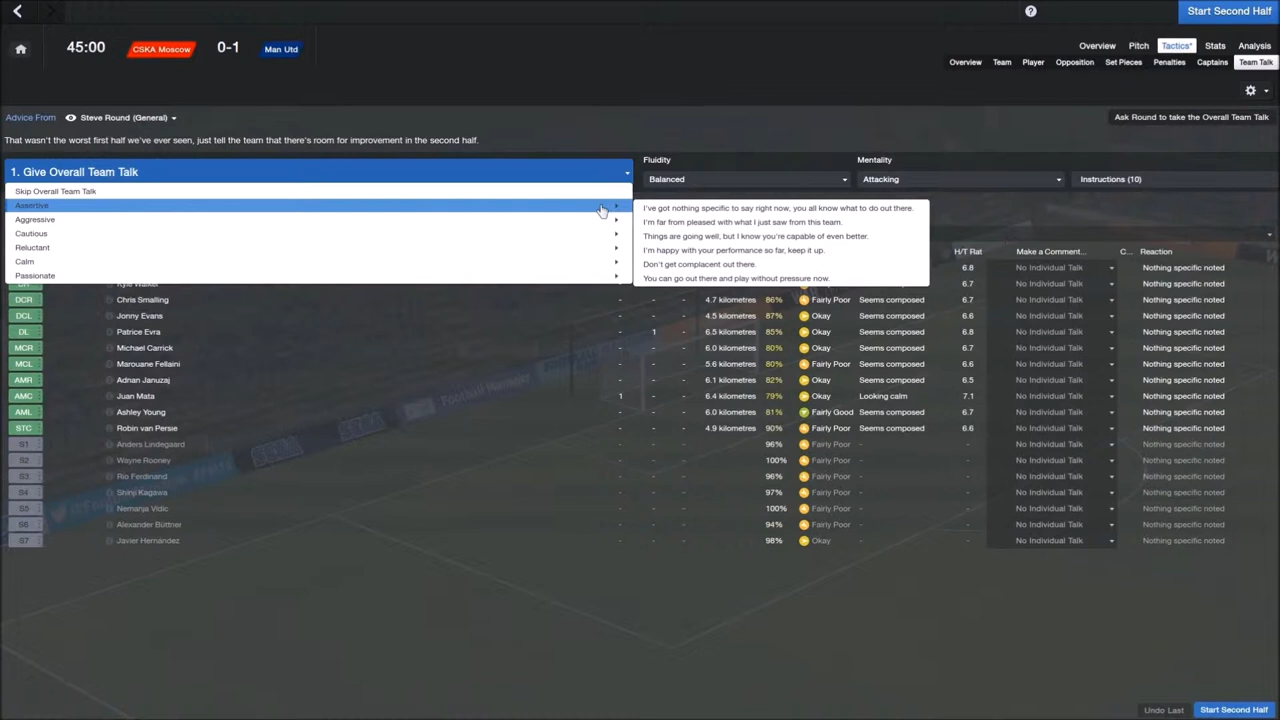 Start Second Half
45:00 CSKA Moscow 0-1 Man Utd
Overview Pitch Tactics* Stats Analysis
Overview Team Player Opposition Set Pieces Penalties Captains Team Talk
Advice From Steve Round (General)
Ask Round to take the Overall Team Talk
That wasn't the worst first half we've ever seen, just tell the team that there's room for improvement in the second half.
1. Give Overall Team Talk
Fluidity Mentality
Balanced Attacking Instructions (10)
Skip Overall Team Talk
Assertive
Aggressive
Cautious
Reluctant
Calm
Passionate
I've got nothing specific to say right now, you all know what to do out there.
I'm far from pleased with what I just saw from this team.
Things are going well, but I know you're capable of even better.
I'm happy with your performance so far, keep it up.
Don't get complacent out there.
You can go out there and play without pressure now.
H/T Rat Make a Comment... C... Reaction
6.8 No Individual Talk Nothing specific noted
6.7 No Individual Talk Nothing specific noted
DCR Chris Smalling - - - 4.7 kilometres 86% Fairly Poor Seems composed 6.7 No Individual Talk Nothing specific noted
DCL Jonny Evans - - - 4.5 kilometres 87% Okay Seems composed 6.6 No Individual Talk Nothing specific noted
DL Patrice Evra - 1 - 6.5 kilometres 85% Okay Seems composed 6.8 No Individual Talk Nothing specific noted
MCR Michael Carrick - - - 6.0 kilometres 80% Okay Seems composed 6.7 No Individual Talk Nothing specific noted
MCL Marouane Fellaini - - - 5.6 kilometres 80% Fairly Poor Seems composed 6.6 No Individual Talk Nothing specific noted
AMR Adnan Januzaj - - - 6.1 kilometres 82% Okay Seems composed 6.5 No Individual Talk Nothing specific noted
AMC Juan Mata 1 - - 6.4 kilometres 79% Okay Looking calm 7.1 No Individual Talk Nothing specific noted
AML Ashley Young - - - 6.0 kilometres 81% Fairly Good Seems composed 6.7 No Individual Talk Nothing specific noted
STC Robin van Persie - - - 4.9 kilometres 90% Fairly Poor Seems composed 6.6 No Individual Talk Nothing specific noted
S1 Anders Lindegaard - - - - 96% Fairly Poor - - No Individual Talk Nothing specific noted
S2 Wayne Rooney - - - - 100% Fairly Poor - - No Individual Talk Nothing specific noted
S3 Rio Ferdinand - - - - 96% Fairly Poor - - No Individual Talk Nothing specific noted
S4 Shinji Kagawa - - - - 97% Fairly Poor - - No Individual Talk Nothing specific noted
S5 Nemanja Vidic - - - - 100% Fairly Poor - - No Individual Talk Nothing specific noted
S6 Alexander Büttner - - - - 94% Fairly Poor - - No Individual Talk Nothing specific noted
S7 Javier Hernández - - - - 98% Okay - - No Individual Talk Nothing specific noted
Undo Last Start Second Half